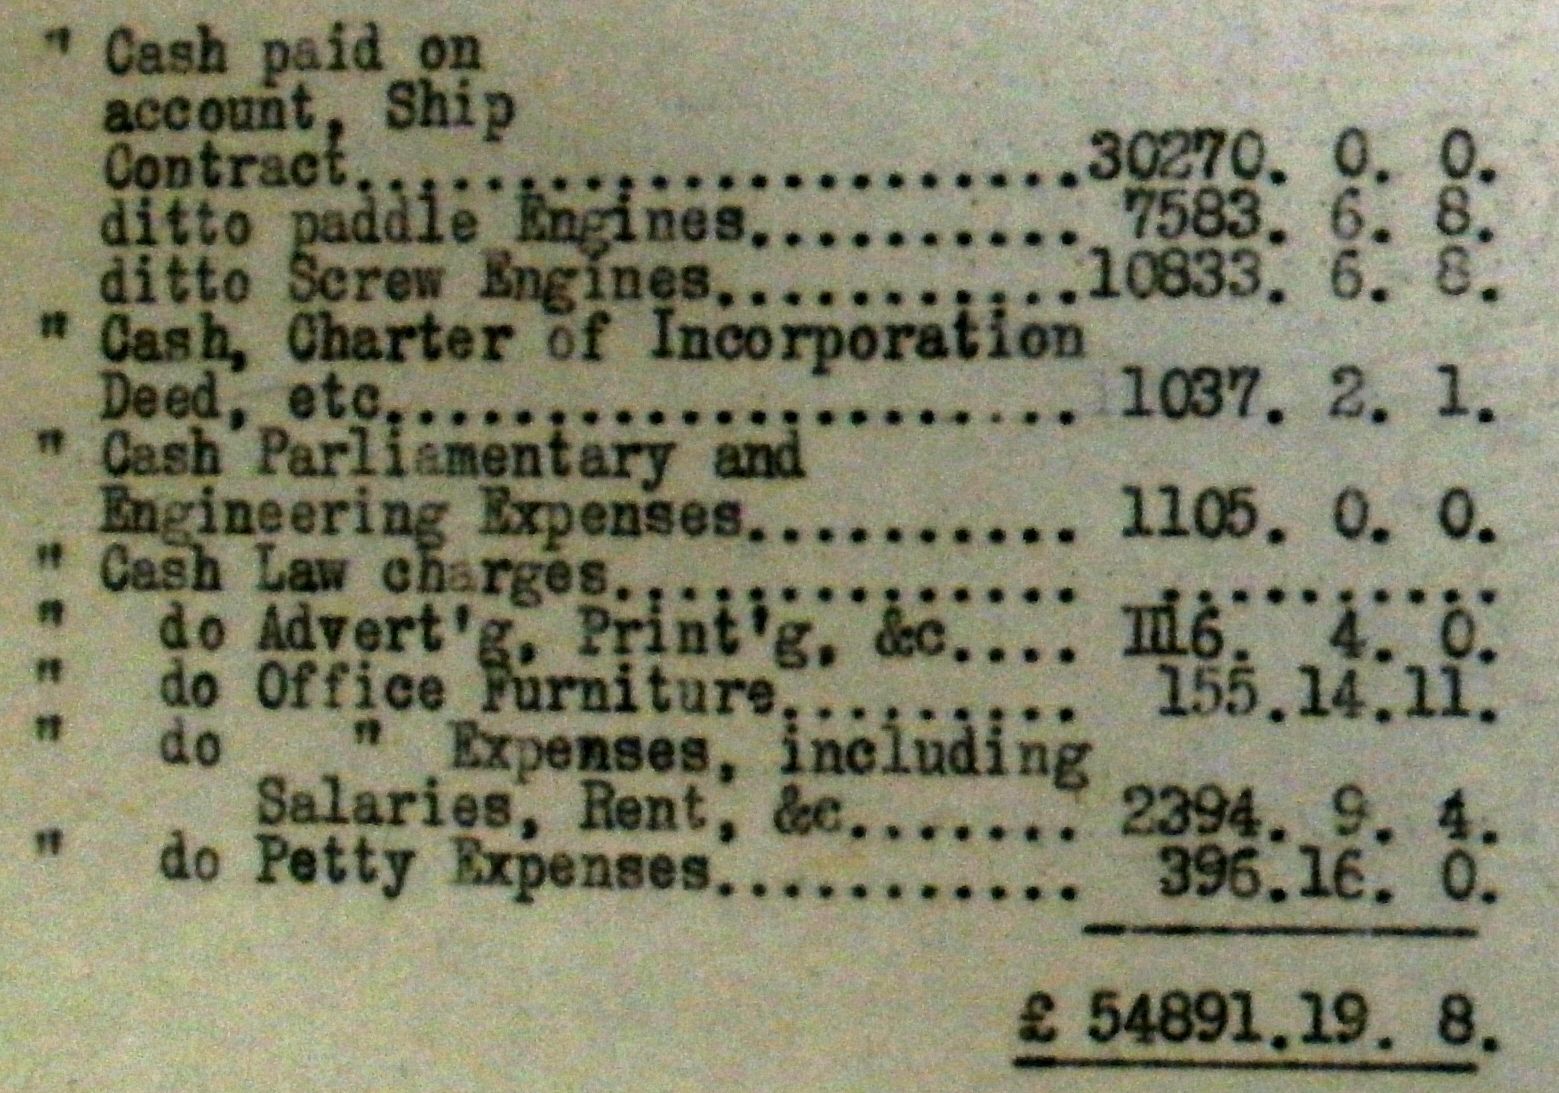 " Cash paid on
account, Ship
Contract.......................30270. 0. 0.
ditto paddle Engines.......... 7583. 6. 8.
ditto Screw Engines...........10833. 6. 8.
" Cash, Charter of Incorporation
Deed, etc..................... 1037. 2. 1.
" Cash Parliamentary and
Engineering Expenses.......... 1105. 0. 0.
" Cash Law charges.............. ...........
" do Advert'g, Print'g, &c.... 1116. 4. 0.
" do Office Furniture......... 155.14.11.
" do " Expenses, including
Salaries, Rent, &c....... 2394. 9. 4.
" do Petty Expenses........... 396.16. 0.
£ 54891.19. 8.